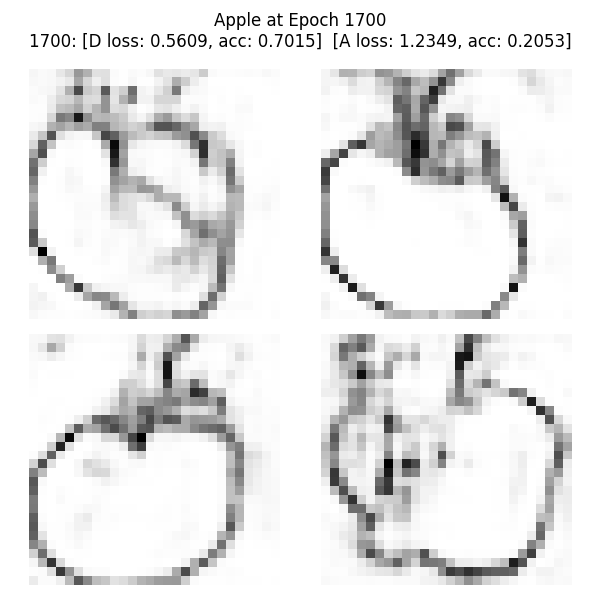 Apple at Epoch 1700
1700: [D loss: 0.5609, acc: 0.7015]  [A loss: 1.2349, acc: 0.2053]